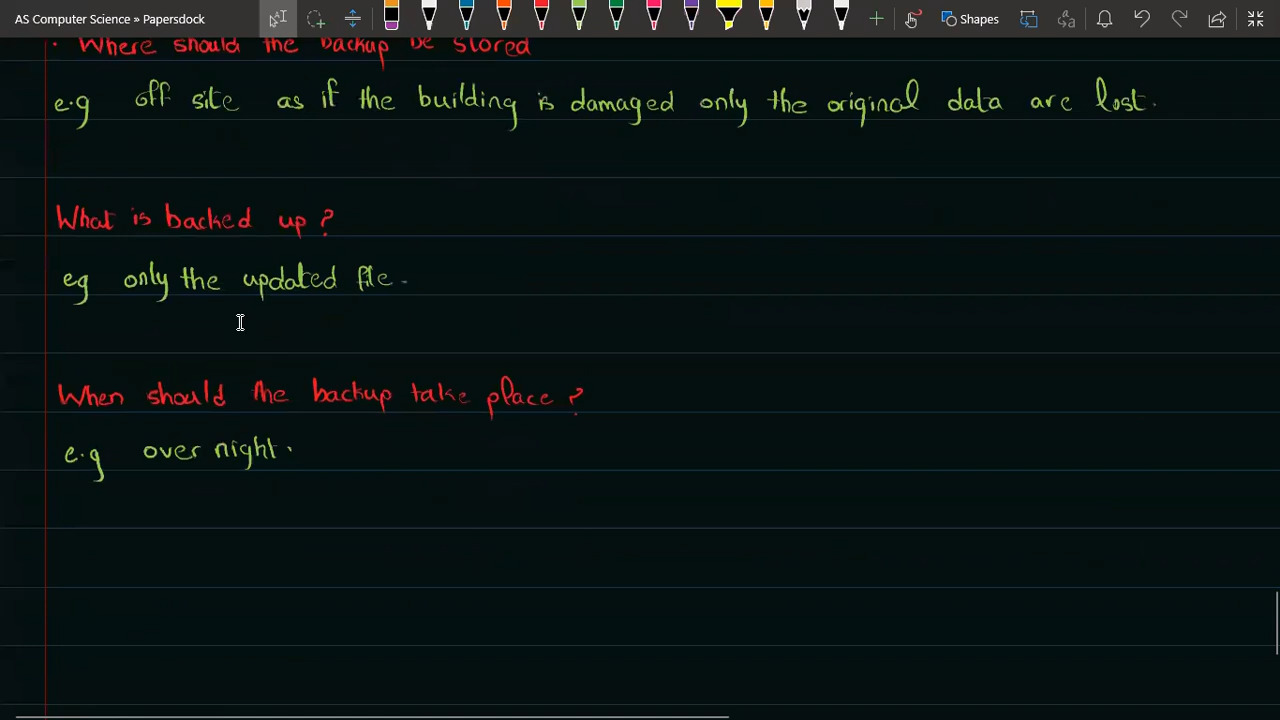 AS Computer Science » Papersdock
Shapes
· Where should the backup be stored
e.g off site as if the building is damaged only the original data are lost.
What is backed up ?
eg only the updated file.
When should the backup take place ?
e.g over night.